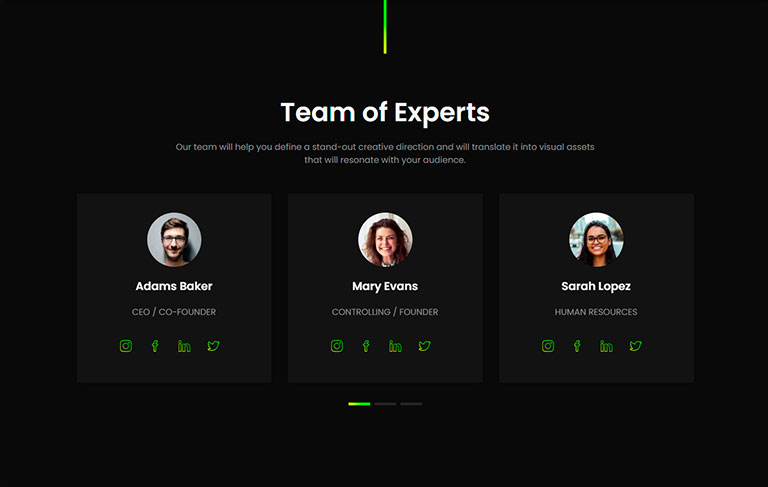 Team of Experts
Our team will help you define a stand-out creative direction and will translate it into visual assets
that will resonate with your audience.
Adams Baker
CEO / CO-FOUNDER
Mary Evans
CONTROLLING / FOUNDER
Sarah Lopez
HUMAN RESOURCES